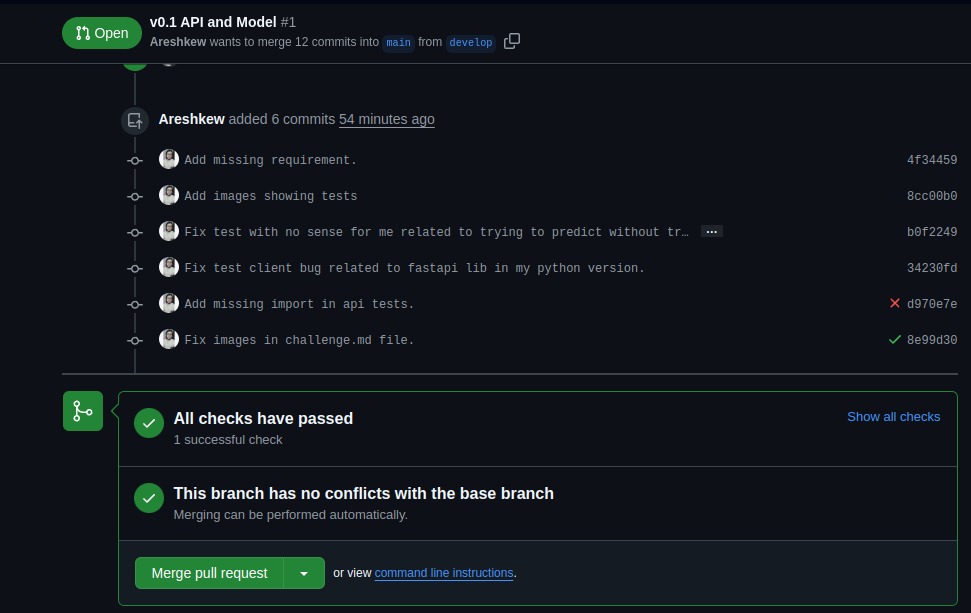 Open
v0.1 API and Model #1
Areshkew wants to merge 12 commits into main from develop
Areshkew added 6 commits 54 minutes ago
Add missing requirement. 4f34459
Add images showing tests 8cc00b0
Fix test with no sense for me related to trying to predict without tr… ... b0f2249
Fix test client bug related to fastapi lib in my python version. 34230fd
Add missing import in api tests. d970e7e
Fix images in challenge.md file. 8e99d30
All checks have passed
Show all checks
1 successful check
This branch has no conflicts with the base branch
Merging can be performed automatically.
Merge pull request or view command line instructions.